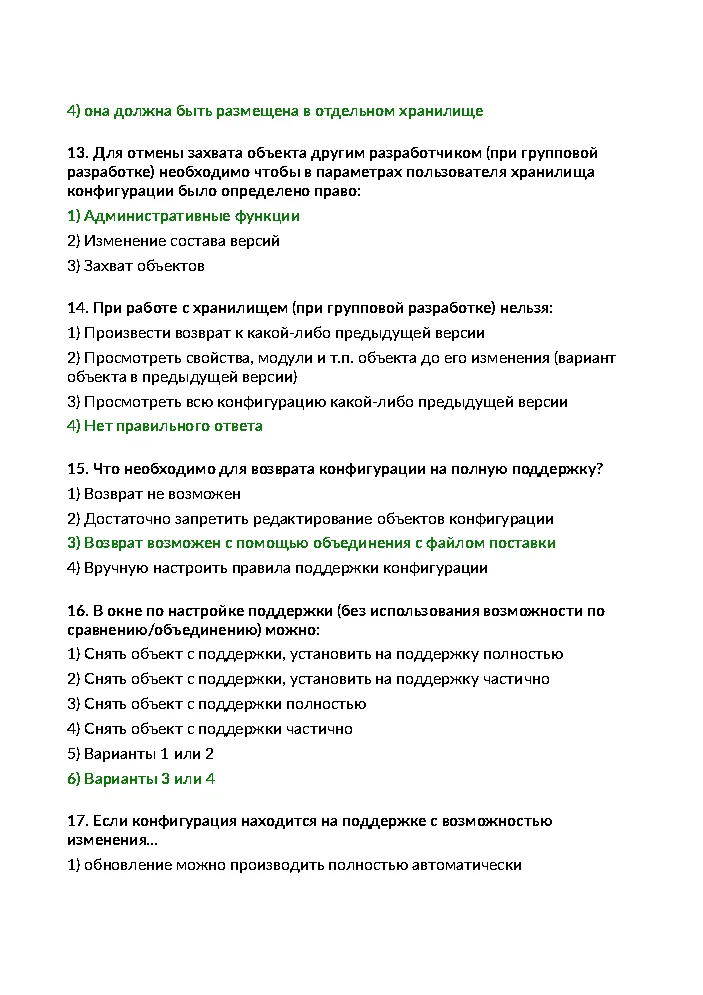 4) она должна быть размещена в отдельном хранилище
13. Для отмены захвата объекта другим разработчиком (при групповой
разработке) необходимо чтобы в параметрах пользователя хранилища
конфигурации было определено право:
1) Административные функции
2) Изменение состава версий
3) Захват объектов
14. При работе с хранилищем (при групповой разработке) нельзя:
1) Произвести возврат к какой-либо предыдущей версии
2) Просмотреть свойства, модули и т.п. объекта до его изменения (вариант
объекта в предыдущей версии)
3) Просмотреть всю конфигурацию какой-либо предыдущей версии
4) Нет правильного ответа
15. Что необходимо для возврата конфигурации на полную поддержку?
1) Возврат не возможен
2) Достаточно запретить редактирование объектов конфигурации
3) Возврат возможен с помощью объединения с файлом поставки
4) Вручную настроить правила поддержки конфигурации
16. В окне по настройке поддержки (без использования возможности по
сравнению/объединению) можно:
1) Снять объект с поддержки, установить на поддержку полностью
2) Снять объект с поддержки, установить на поддержку частично
3) Снять объект с поддержки полностью
4) Снять объект с поддержки частично
5) Варианты 1 или 2
6) Варианты 3 или 4
17. Если конфигурация находится на поддержке с возможностью
изменения...
1) обновление можно производить полностью автоматически